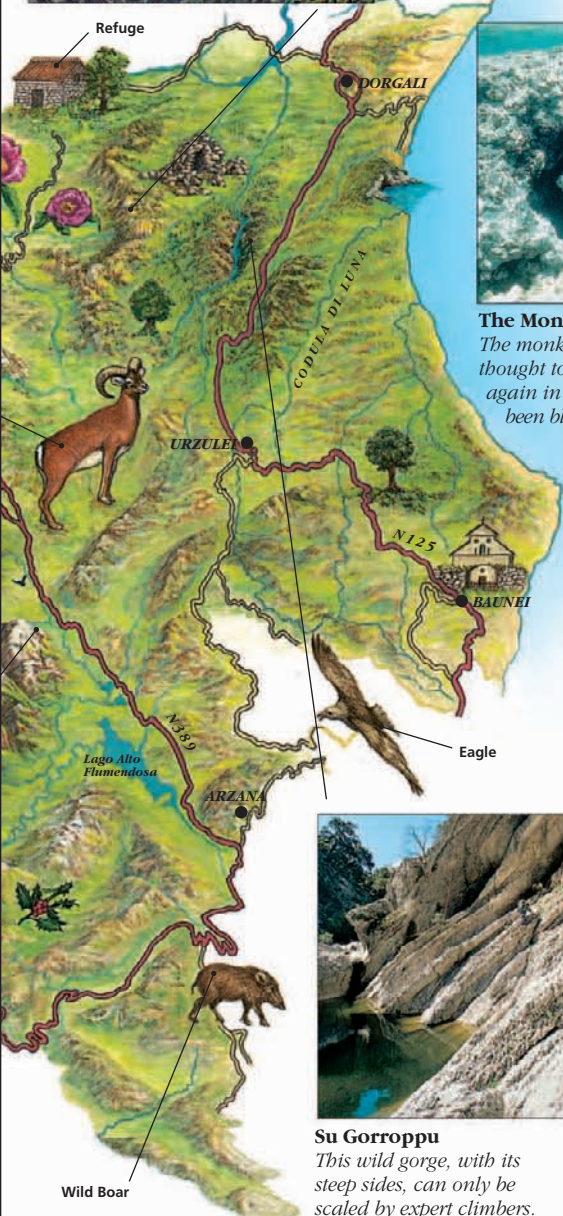 Refuge
DORGALI
CODULA DI LUNA
The Mon
The monk
thought to
again in
been bl
URZULEI
N125
BAUNEI
Eagle
N389
Lago Alto
Flumendosa
ARZANA
Su Gorroppu
This wild gorge, with its
steep sides, can only be
scaled by expert climbers.
Wild Boar